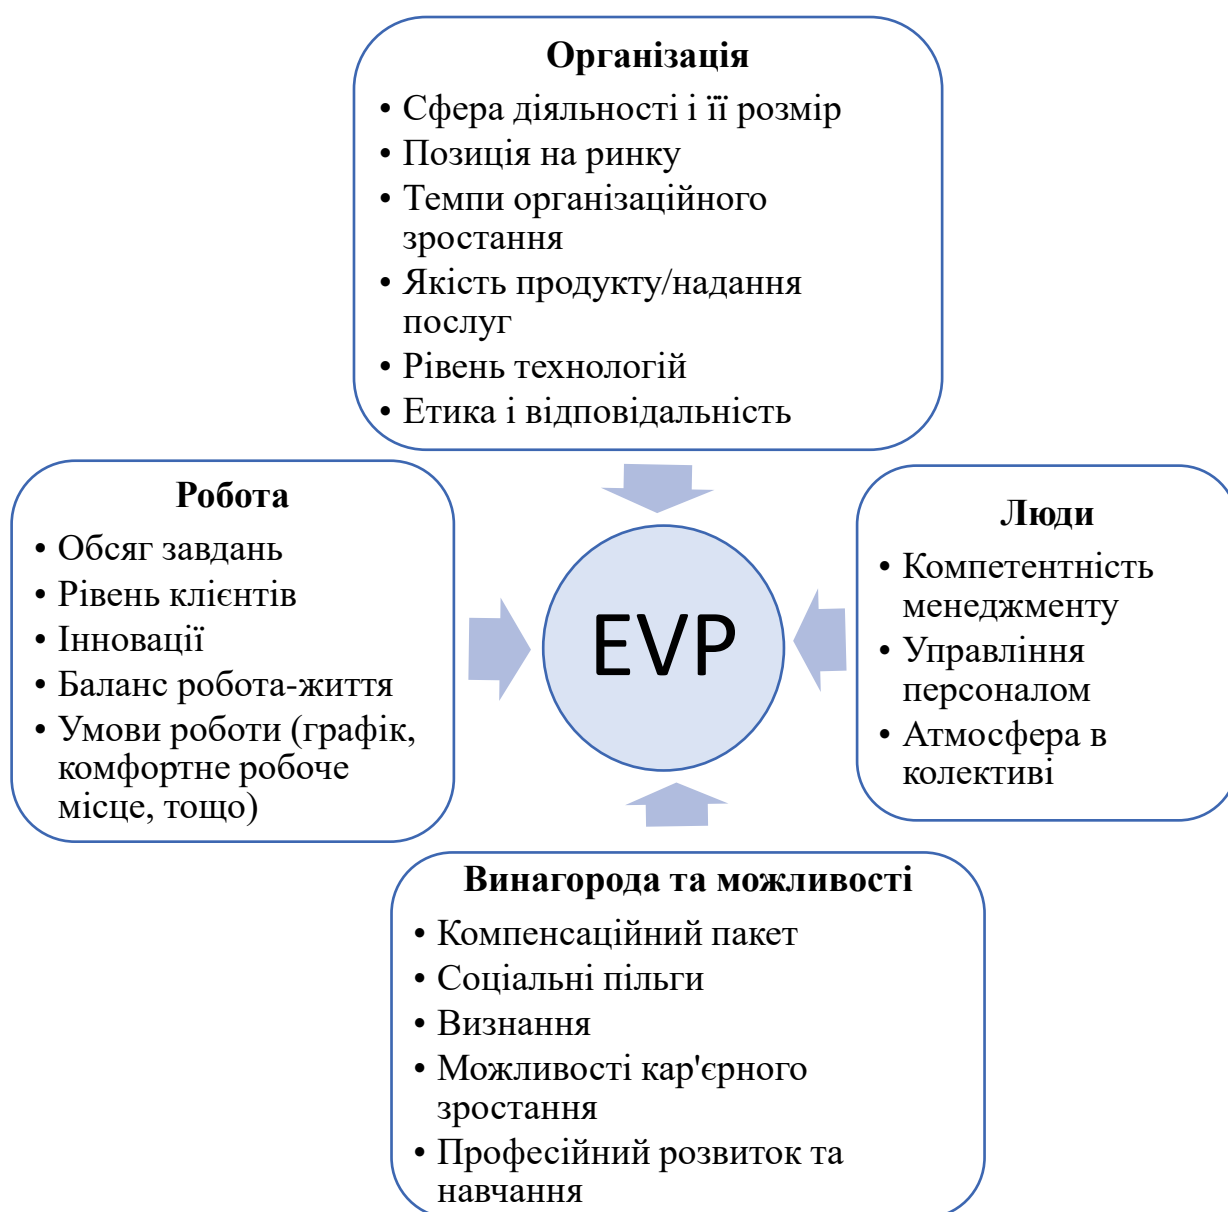 Організація
• Сфера діяльності і її розмір
• Позиція на ринку
• Темпи організаційного
зростання
• Якість продукту/надання
послуг
• Рівень технологій
• Етика і відповідальність
Робота
• Обсяг завдань
• Рівень клієнтів
• Інновації
• Баланс робота-життя
• Умови роботи (графік,
комфортне робоче
місце, тощо)
EVP
Люди
• Компетентність
менеджменту
• Управління
персоналом
• Атмосфера в
колективі
Винагорода та можливості
• Компенсаційний пакет
• Соціальні пільги
• Визнання
• Можливості кар'єрного
зростання
• Професійний розвиток та
навчання